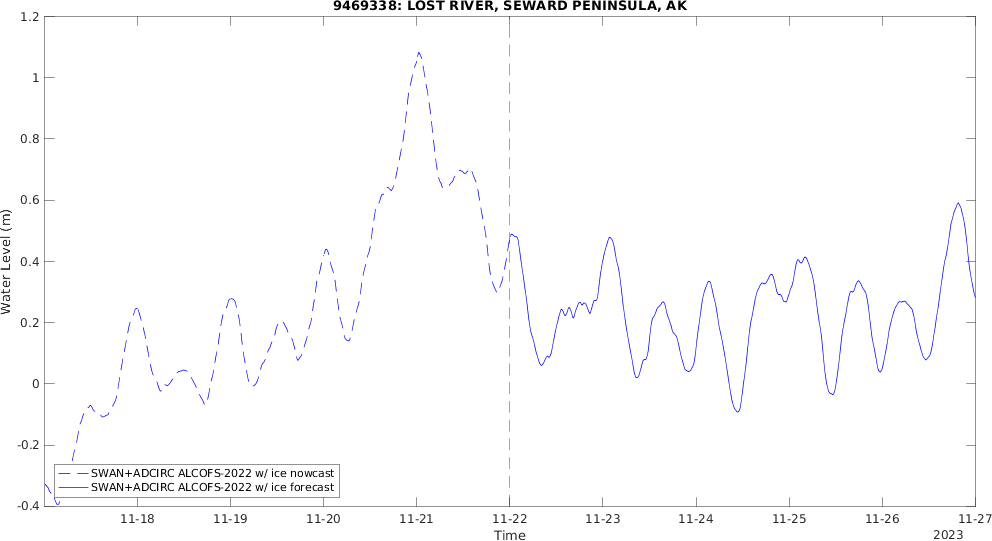 9469338: LOST RIVER, SEWARD PENINSULA, AK
1.2
1
0.8
0.6
0.4
0.2
0
-0.2
-0.4
Water Level (m)
SWAN+ADCIRC ALCOFS-2022 w/ ice nowcast
SWAN+ADCIRC ALCOFS-2022 w/ ice forecast
11-18 11-19 11-20 11-21 11-22 11-23 11-24 11-25 11-26 11-27
Time
2023